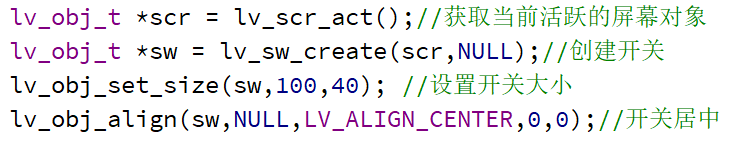 lv_obj_t *scr = lv_scr_act();//获取当前活跃的屏幕对象
lv_obj_t *sw = lv_sw_create(scr,NULL);//创建开关
lv_obj_set_size(sw,100,40); //设置开关大小
lv_obj_align(sw,NULL,LV_ALIGN_CENTER,0,0);//开关居中